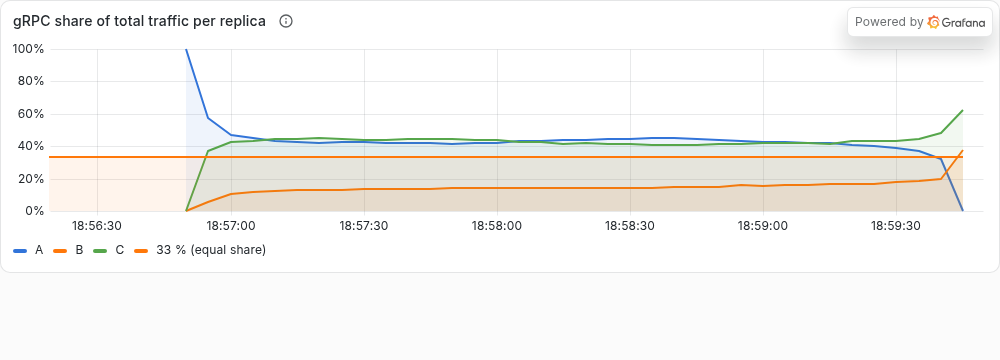 gRPC share of total traffic per replica
Powered by Grafana
100%
80%
60%
40%
20%
0%
18:56:30 18:57:00 18:57:30 18:58:00 18:58:30 18:59:00 18:59:30
A B C 33 % (equal share)